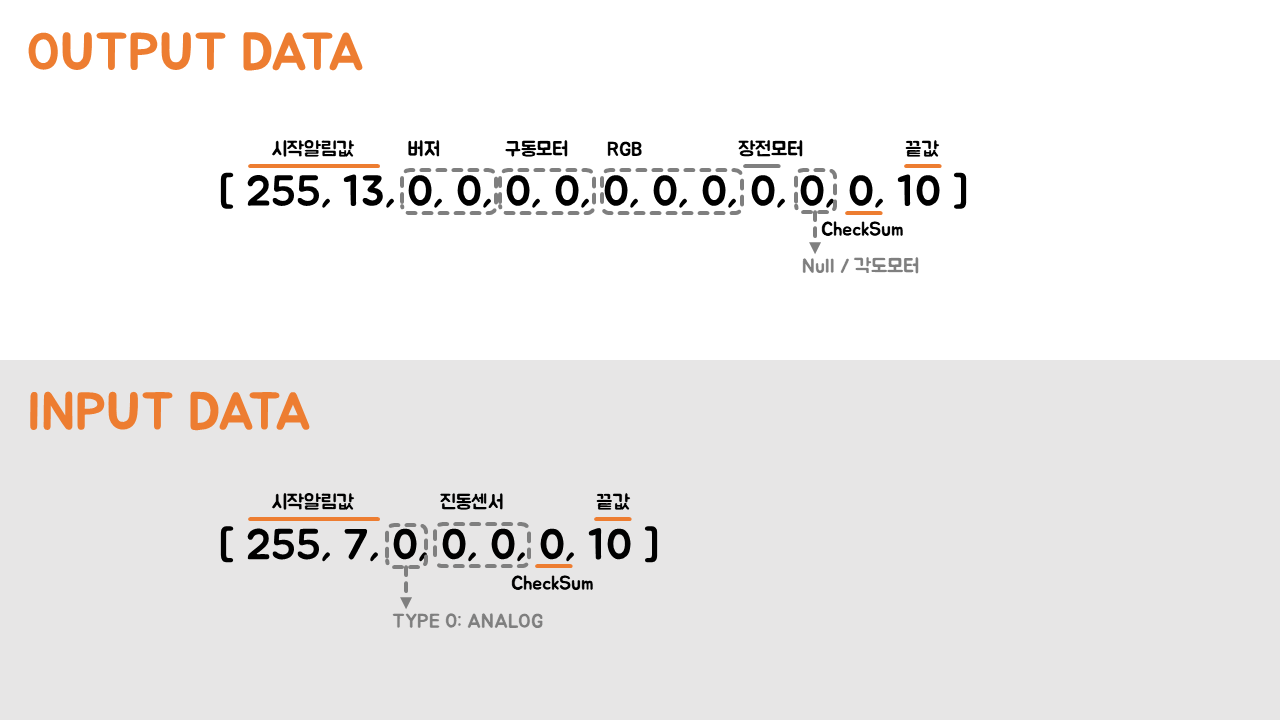 OUTPUT DATA
시작알림값 버저 구동모터 RGB 장전모터 끝값
[ 255, 13, 0, 0, 0, 0, 0, 0, 0, 0, 0, 0, 10 ]
CheckSum
Null / 각도모터
INPUT DATA
시작알림값 진동센서 끝값
[ 255, 7, 0, 0, 0, 0, 10 ]
CheckSum
TYPE 0: ANALOG